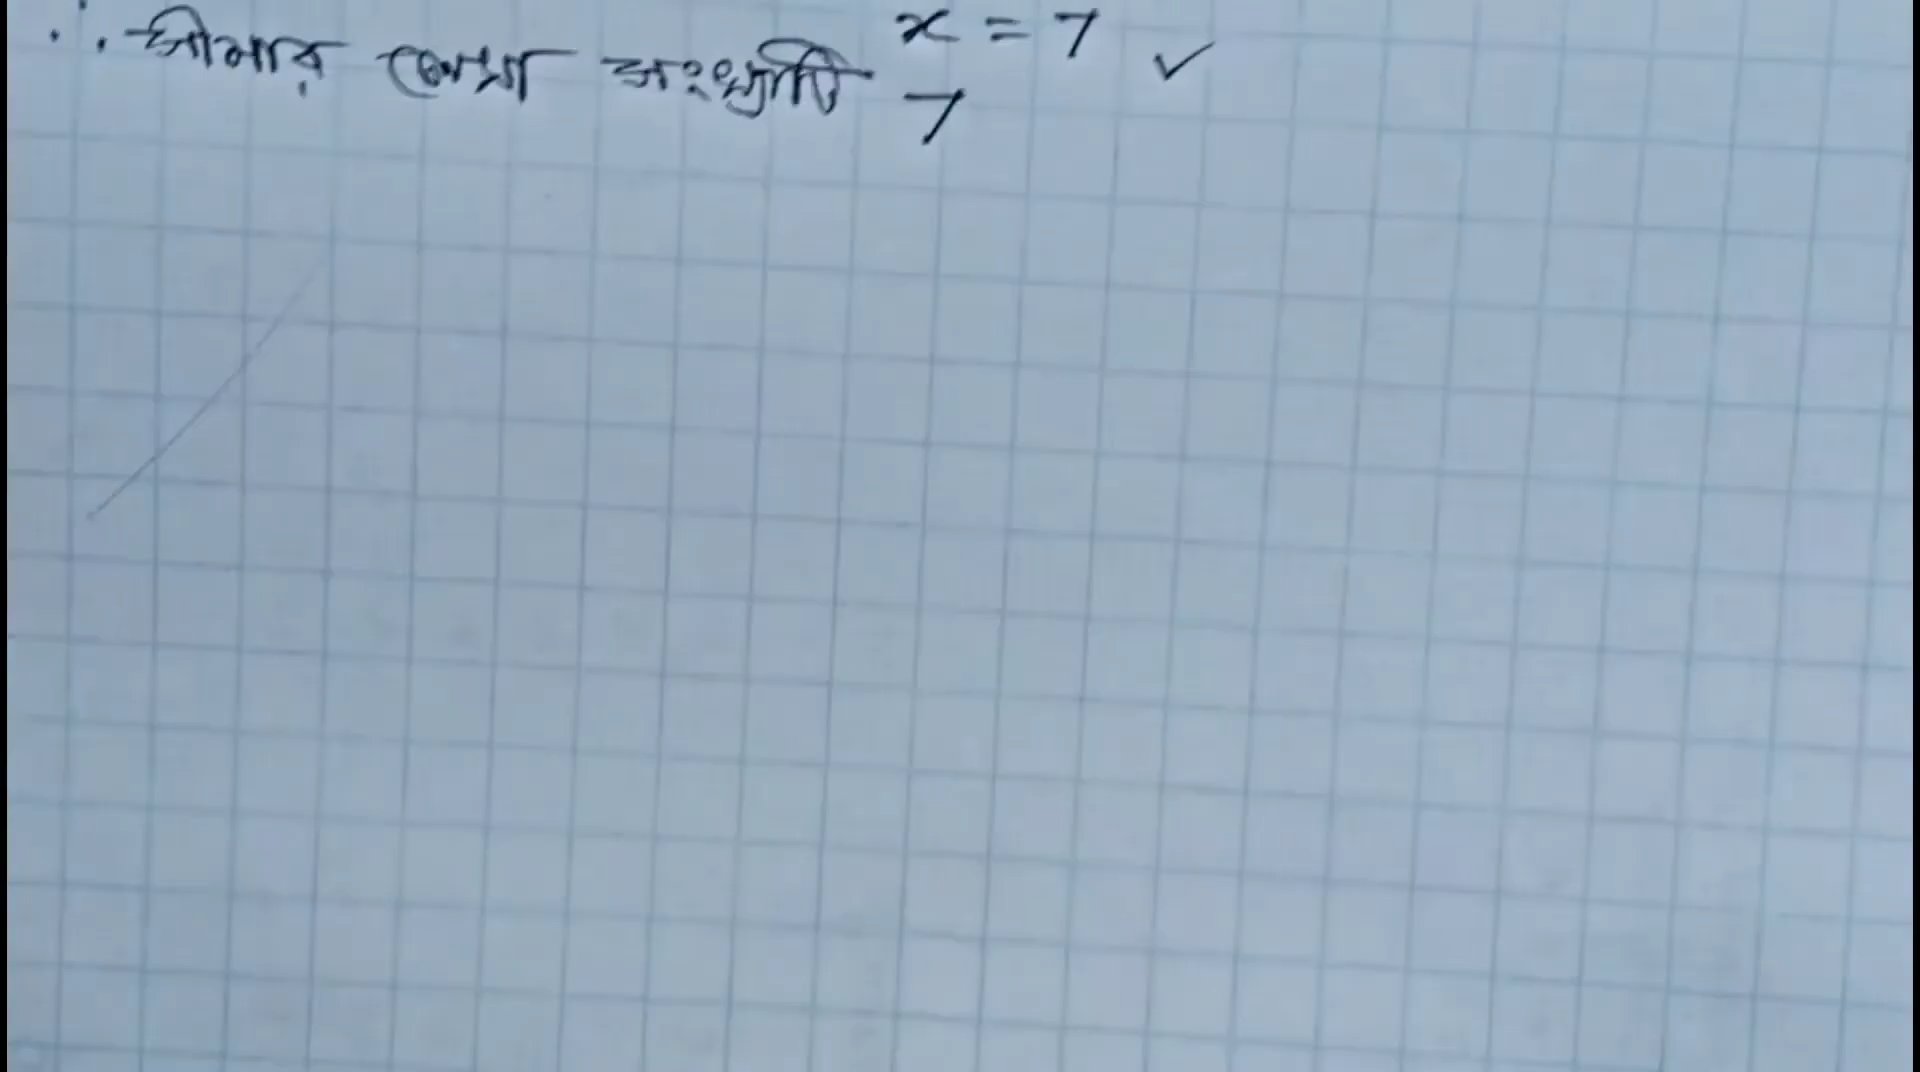 x = 7 ✓
∴ সীমার লেখা সংখ্যাটি 7